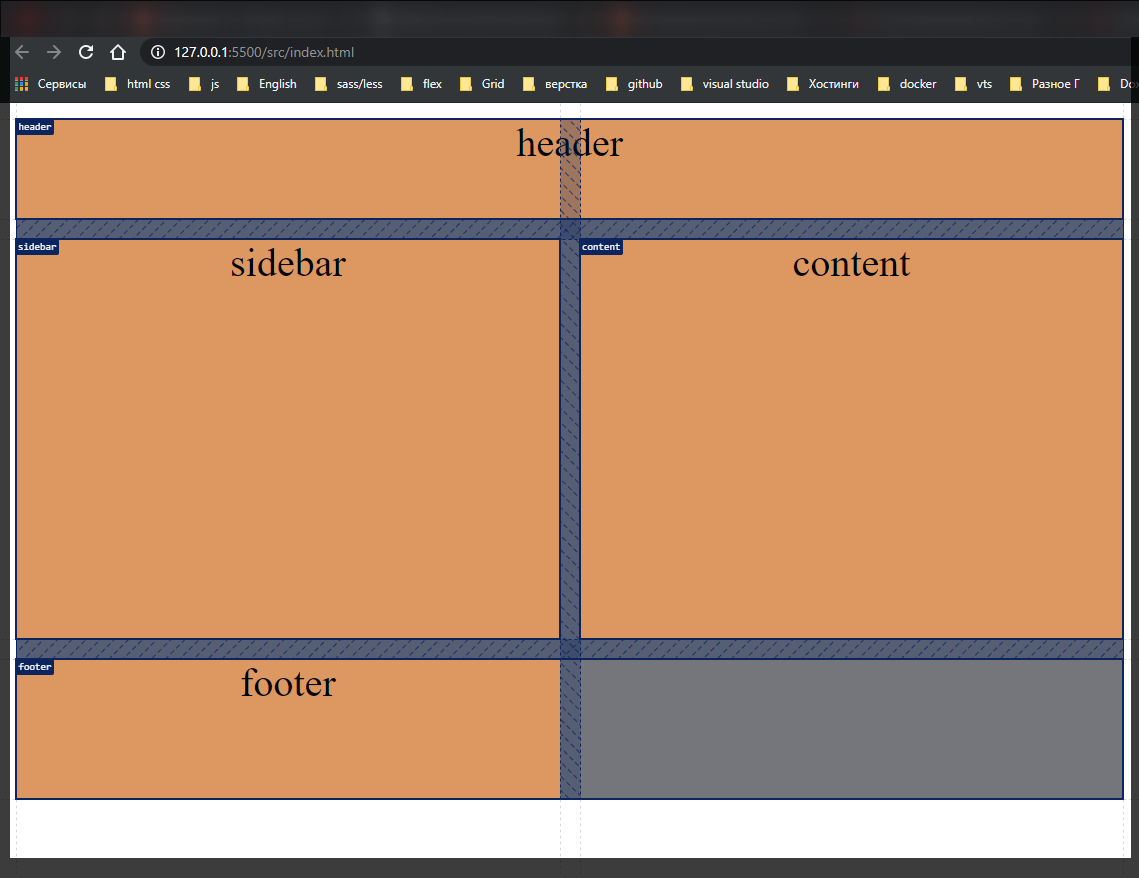 127.0.0.1:5500/src/index.html
Сервисы html css js English sass/less flex Grid верстка github visual studio Хостинги docker vts Разное Г
header
header
sidebar content
sidebar content
footer
footer